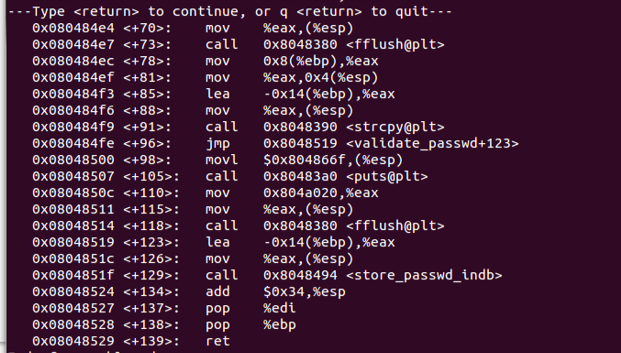 ---Type <return> to continue, or q <return> to quit---
0x080484e4 <+70>: mov %eax,(%esp)
0x080484e7 <+73>: call 0x8048380 <fflush@plt>
0x080484ec <+78>: mov 0x8(%ebp),%eax
0x080484ef <+81>: mov %eax,0x4(%esp)
0x080484f3 <+85>: lea -0x14(%ebp),%eax
0x080484f6 <+88>: mov %eax,(%esp)
0x080484f9 <+91>: call 0x8048390 <strcpy@plt>
0x080484fe <+96>: jmp 0x8048519 <validate_passwd+123>
0x08048500 <+98>: movl $0x804866f,(%esp)
0x08048507 <+105>: call 0x80483a0 <puts@plt>
0x0804850c <+110>: mov 0x804a020,%eax
0x08048511 <+115>: mov %eax,(%esp)
0x08048514 <+118>: call 0x8048380 <fflush@plt>
0x08048519 <+123>: lea -0x14(%ebp),%eax
0x0804851c <+126>: mov %eax,(%esp)
0x0804851f <+129>: call 0x8048494 <store_passwd_indb>
0x08048524 <+134>: add $0x34,%esp
0x08048527 <+137>: pop %edi
0x08048528 <+138>: pop %ebp
0x08048529 <+139>: ret